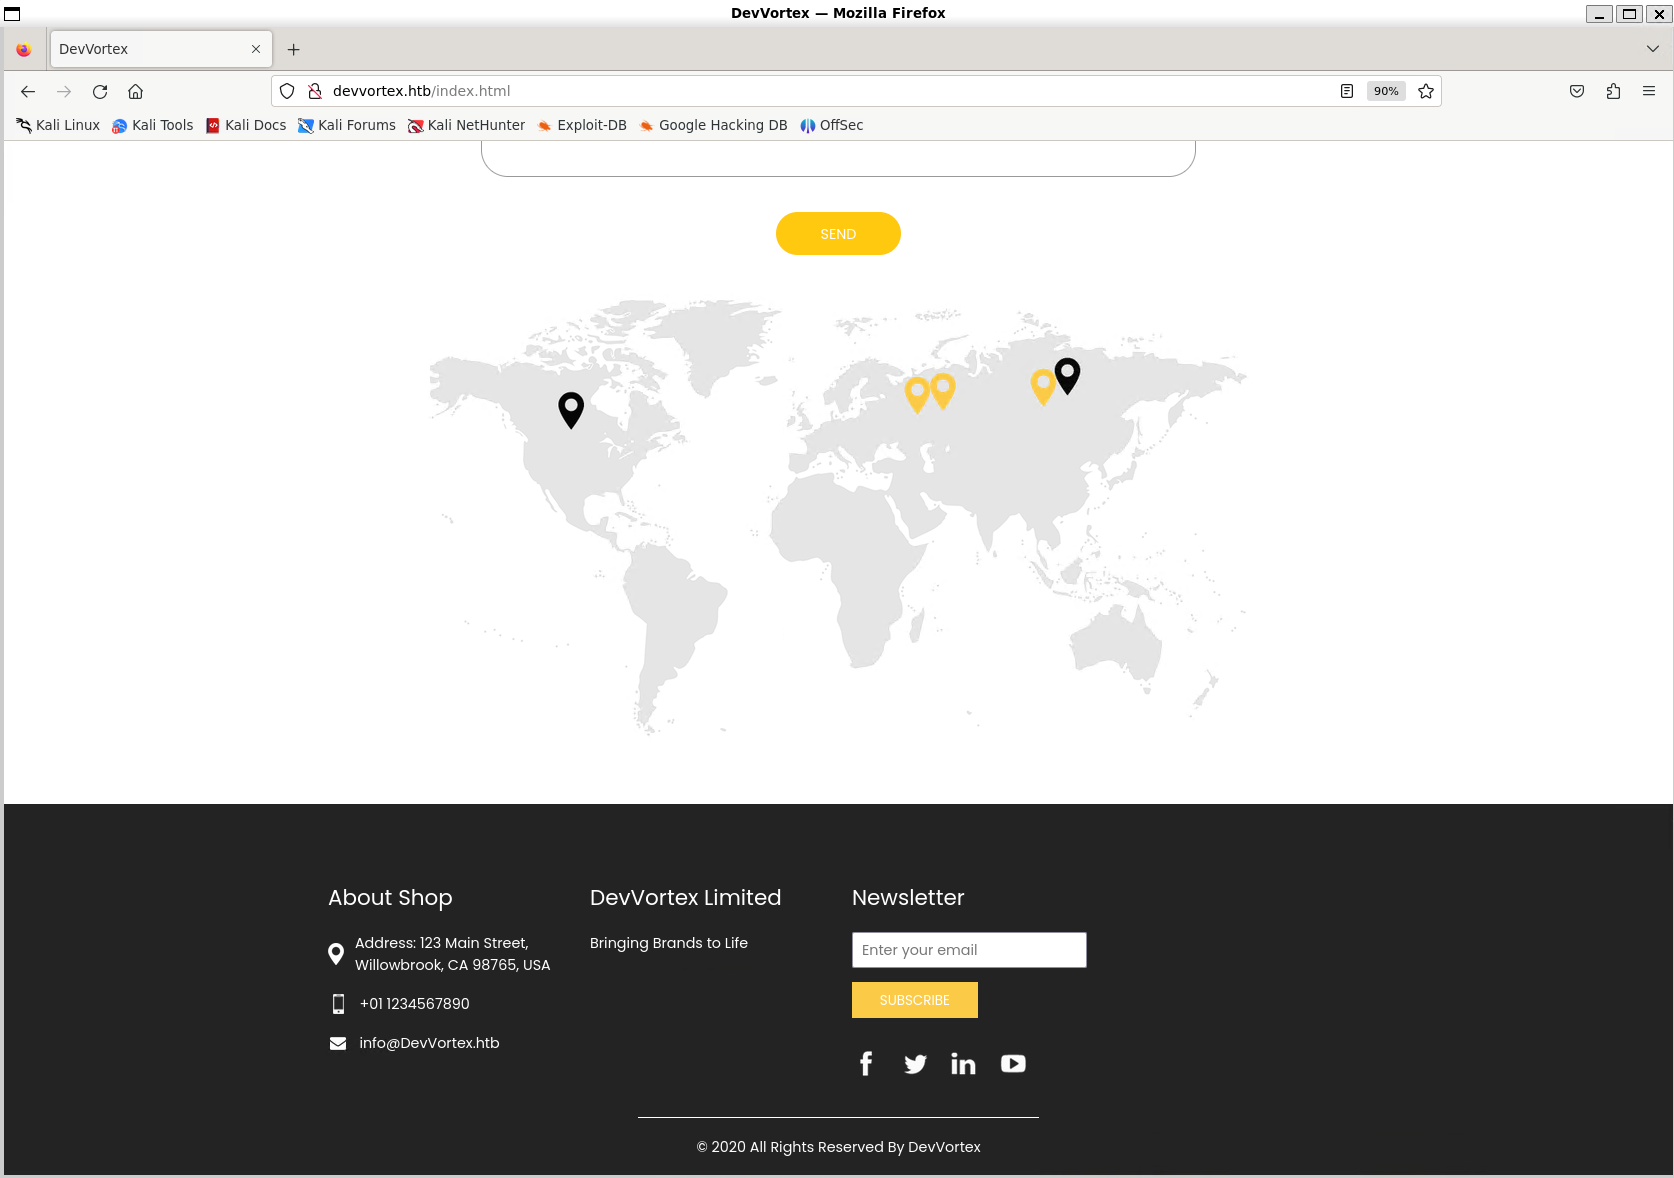 DevVortex — Mozilla Firefox
DevVortex
devvortex.htb/index.html
90%
Kali Linux Kali Tools Kali Docs Kali Forums Kali NetHunter Exploit-DB Google Hacking DB OffSec
SEND
About Shop
Address: 123 Main Street,
Willowbrook, CA 98765, USA
+01 1234567890
info@DevVortex.htb
DevVortex Limited
Bringing Brands to Life
Newsletter
Enter your email
SUBSCRIBE
© 2020 All Rights Reserved By DevVortex